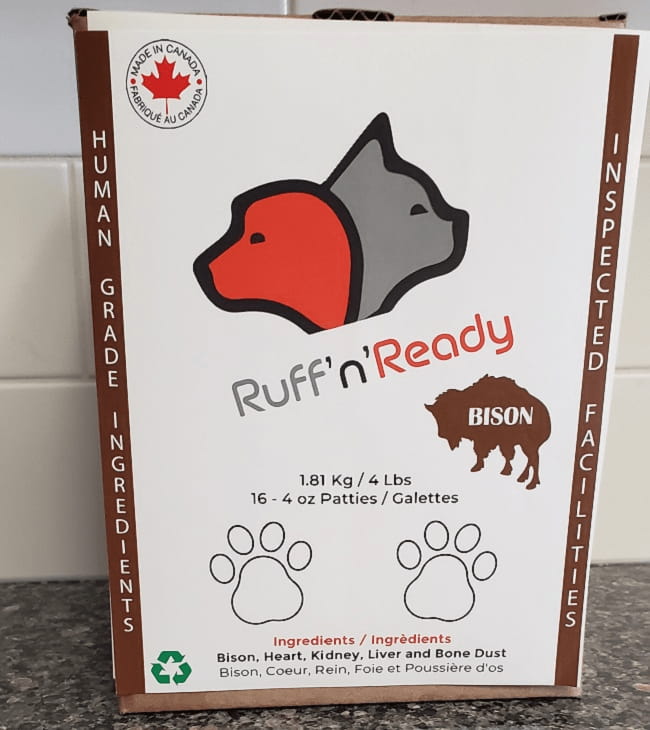 MADE IN CANADA
FABRIQUÉ AU CANADA
HUMAN GRADE INGREDIENTS
INSPECTED FACILITIES
Ruff'n'Ready
BISON
1.81 Kg / 4 Lbs
16 - 4 oz Patties / Galettes
Ingredients / Ingrèdients
Bison, Heart, Kidney, Liver and Bone Dust
Bison, Coeur, Rein, Foie et Poussière d'os